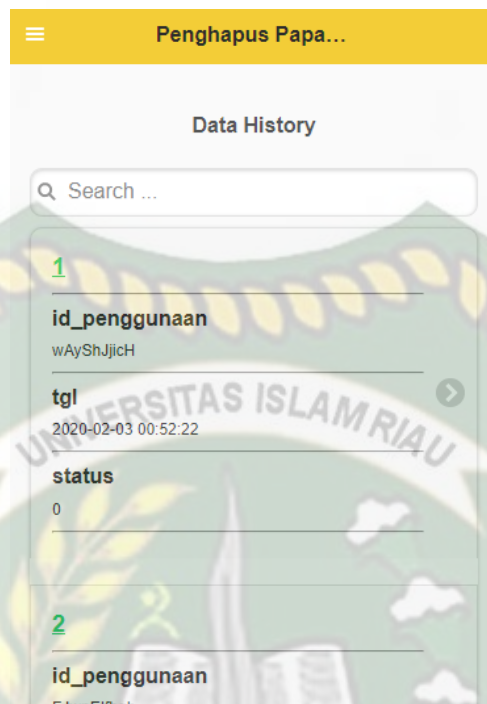 Penghapus Papa...
Data History
Search ...
1
id_penggunaan
wAyShJjicH
tgl
2020-02-03 00:52:22
UNIVERSITAS ISLAM RIAU
status
0
2
id_penggunaan